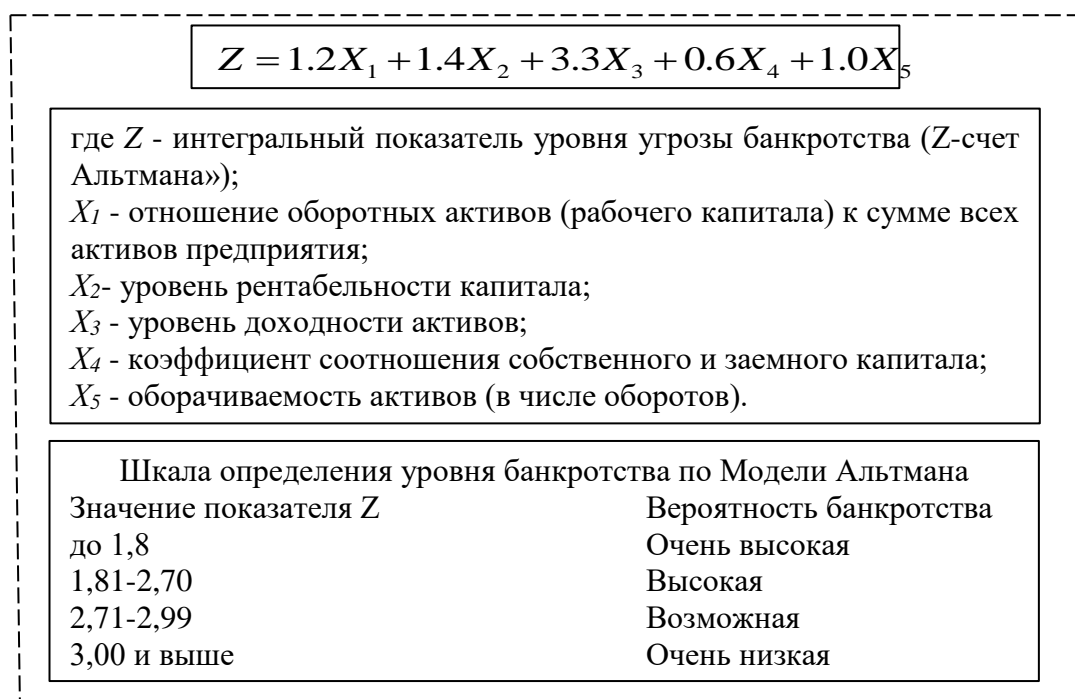 Z = 1.2X₁ + 1.4X₂ + 3.3X₃ + 0.6X₄ + 1.0X₅
где Z - интегральный показатель уровня угрозы банкротства (Z-счет
Альтмана»);
X₁ - отношение оборотных активов (рабочего капитала) к сумме всех
активов предприятия;
X₂- уровень рентабельности капитала;
X₃ - уровень доходности активов;
X₄ - коэффициент соотношения собственного и заемного капитала;
X₅ - оборачиваемость активов (в числе оборотов).
Шкала определения уровня банкротства по Модели Альтмана
Значение показателя Z Вероятность банкротства
до 1,8 Очень высокая
1,81-2,70 Высокая
2,71-2,99 Возможная
3,00 и выше Очень низкая